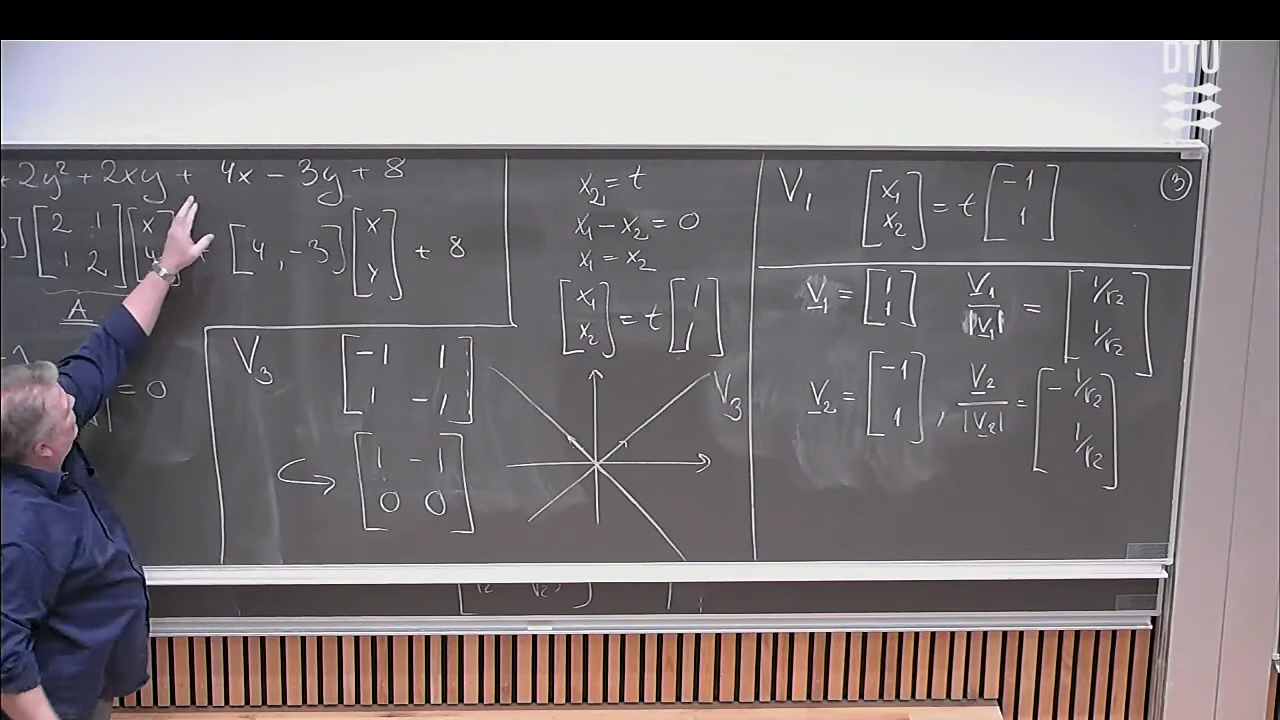 + 2y² + 2xy + 4x - 3y + 8
] [2 1
1 2] [x
y] + [4, -3] [x
y] + 8
A
= 0
V₃ [-1 1
1 -1]
↪ [1 -1
0 0]
x₂ = t
x₁ - x₂ = 0
x₁ = x₂
[x₁
x₂] = t [1
1]
V₃
V₁ [x₁
x₂] = t [-1
1]
③
v₁ = [1
1] v₁/|v₁| = [1/√2
1/√2]
v₂ = [-1
1], v₂/|v₂| = [-1/√2
1/√2]
DTU